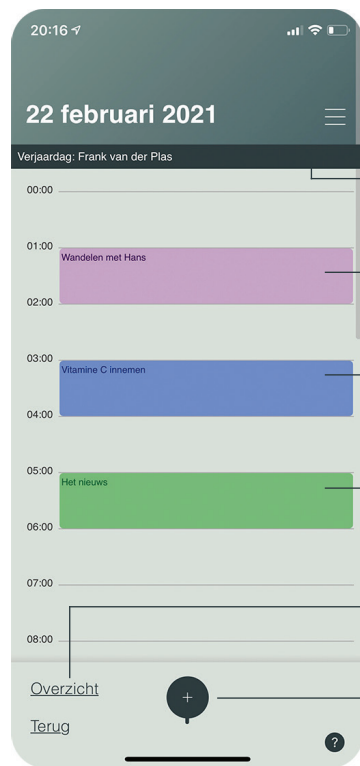 20:16
22 februari 2021
Verjaardag: Frank van der Plas
00:00
01:00
Wandelen met Hans
02:00
03:00
Vitamine C innemen
04:00
05:00
Het nieuws
06:00
07:00
08:00
Overzicht
+
Terug
?